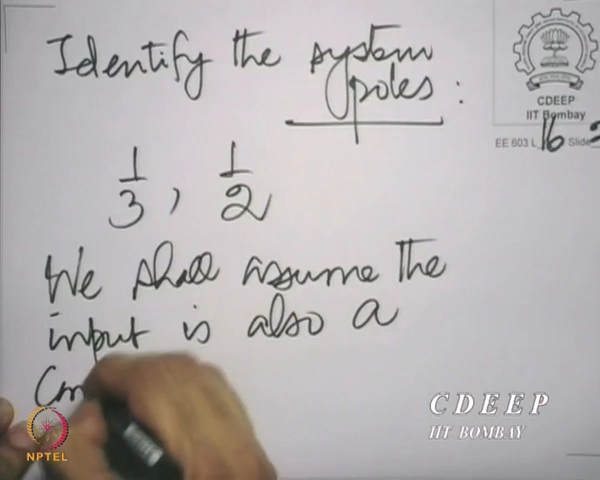 Identify the system
poles :
1/3 , 1/2
We shall assume the
input is also a
CDEEP
IIT Bombay
EE 603 L 16 Slide
CDEEP
IIT BOMBAY
NPTEL